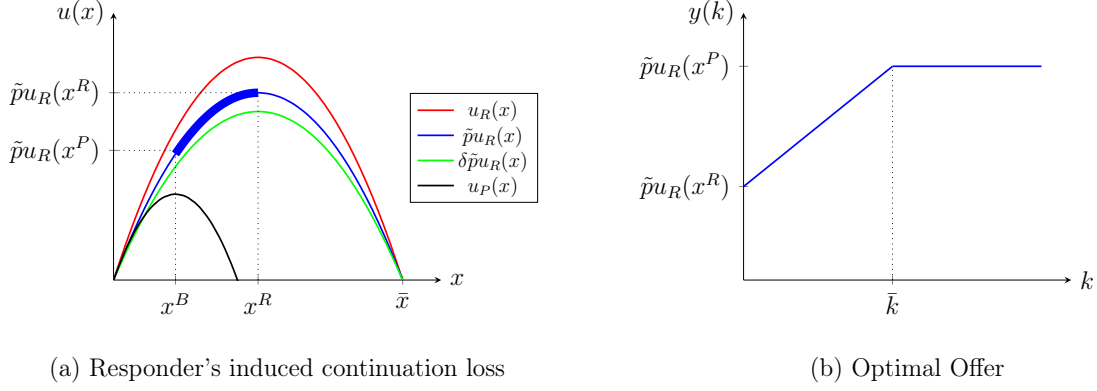 u(x)
p̃u_R(x^R)
p̃u_R(x^P)
x^B
x^R
x̄
x
u_R(x)
p̃u_R(x)
δp̃u_R(x)
u_P(x)
(a) Responder's induced continuation loss
y(k)
p̃u_R(x^P)
p̃u_R(x^R)
k̄
k
(b) Optimal Offer